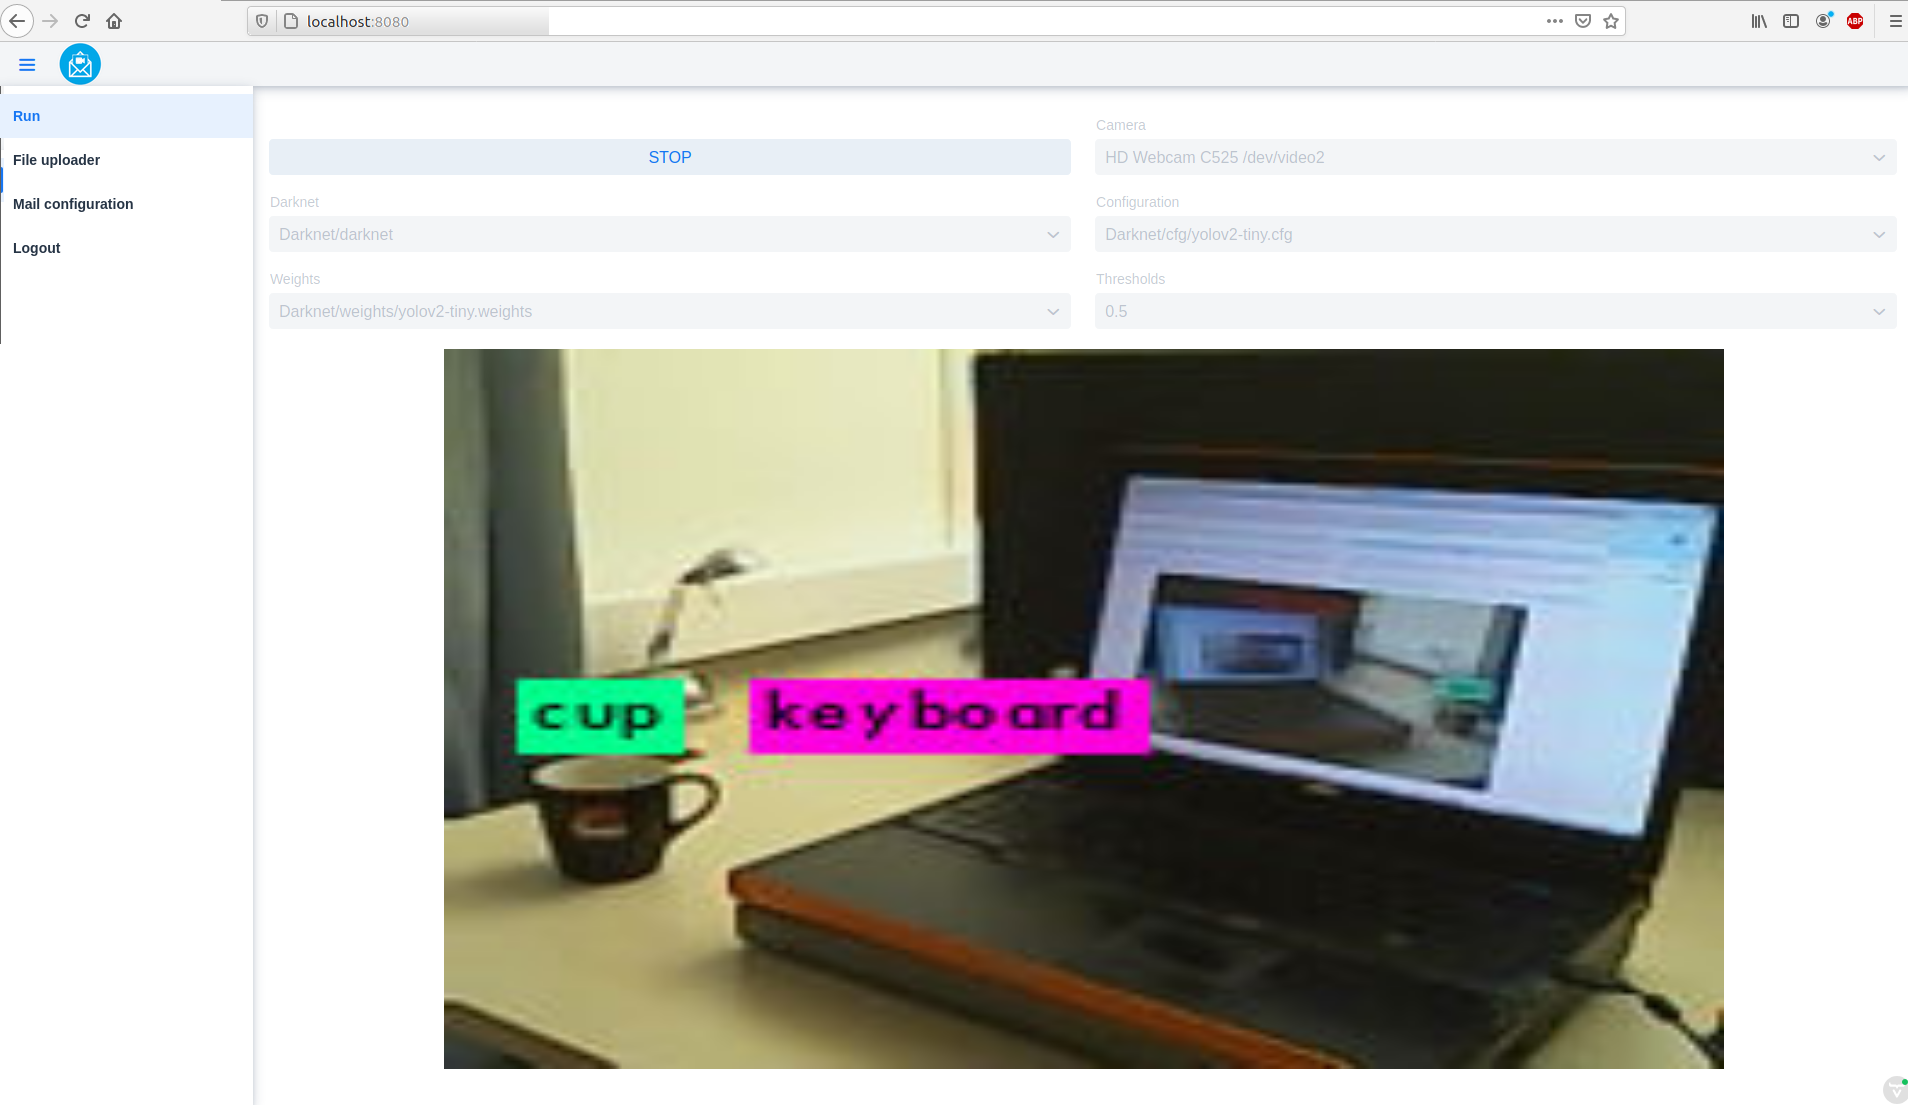 localhost:8080
ABP
Run
File uploader
Mail configuration
Logout
STOP
Camera
HD Webcam C525 /dev/video2
Darknet
Darknet/darknet
Configuration
Darknet/cfg/yolov2-tiny.cfg
Weights
Darknet/weights/yolov2-tiny.weights
Thresholds
0.5
cup
keyboard